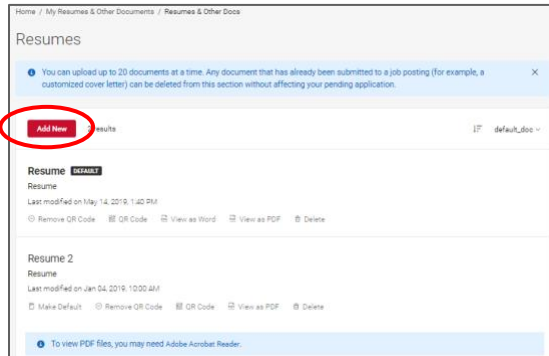 Home / My Resumes & Other Documents / Resumes & Other Docs
Resumes
You can upload up to 20 documents at a time. Any document that has already been submitted to a job posting (for example, a
customized cover letter) can be deleted from this section without affecting your pending application.
Add New results default_doc
Resume DEFAULT
Resume
Last modified on May 14, 2019, 1:40 PM
Remove QR Code QR Code View as Word View as PDF Delete
Resume 2
Resume
Last modified on Jan 04, 2019, 10:00 AM
Make Default Remove QR Code QR Code View as PDF Delete
To view PDF files, you may need Adobe Acrobat Reader.